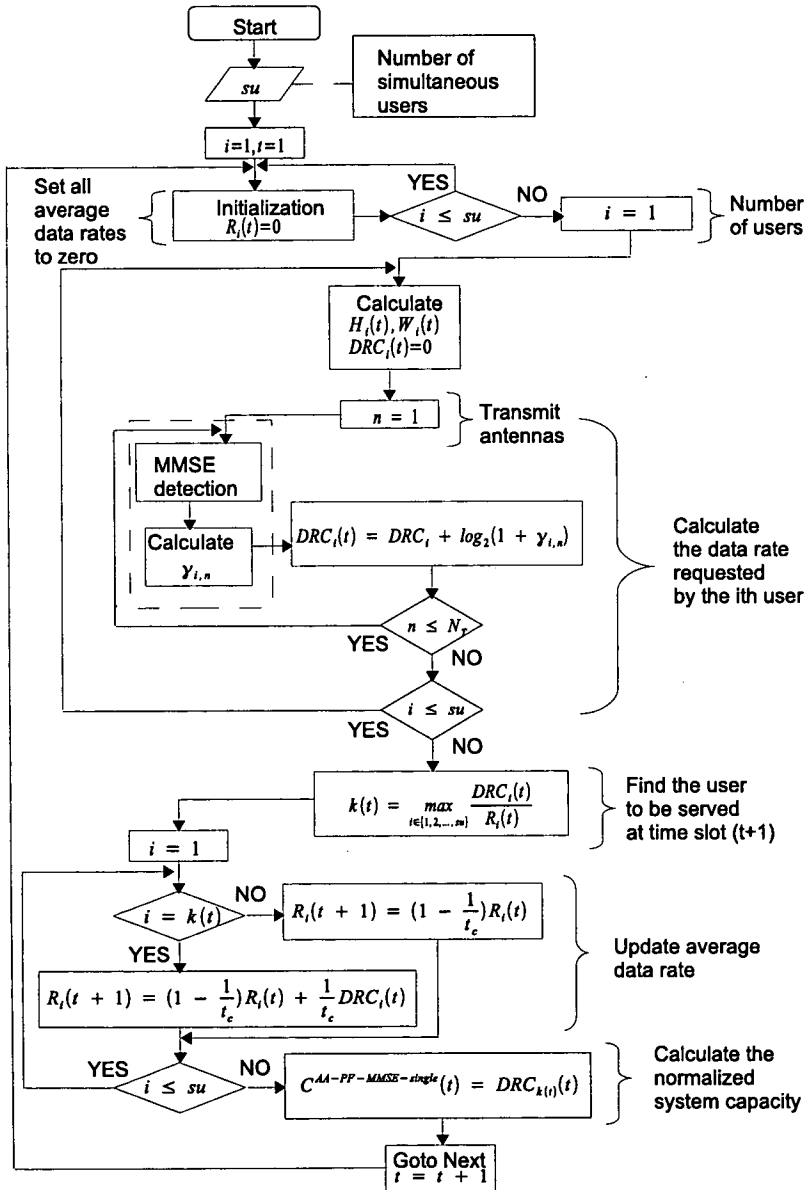 Start
su
Number of
simultaneous
users
i=1, t=1
Set all
average
data rates
to zero
Initialization
R_i(t)=0
YES
i ≤ su
NO
i = 1
Number
of users
Calculate
H_i(t), W_i(t)
DRC_i(t)=0
n = 1
Transmit
antennas
MMSE
detection
Calculate
γ_{i,n}
DRC_i(t) = DRC_i + log_2(1 + γ_{i,n})
Calculate
the data rate
requested
by the ith user
n ≤ N_T
YES
NO
i ≤ su
YES
NO
k(t) = max_{i∈{1,2,...,su}} DRC_i(t) / R_i(t)
Find the user
to be served
at time slot (t+1)
i = 1
i = k(t)
NO
YES
R_i(t + 1) = (1 - 1/t_c)R_i(t)
R_i(t + 1) = (1 - 1/t_c)R_i(t) + 1/t_c DRC_i(t)
Update average
data rate
YES
i ≤ su
NO
C^{AA-PF-MMSE-single}(t) = DRC_{k(t)}(t)
Calculate the
normalized
system capacity
Goto Next
t = t + 1